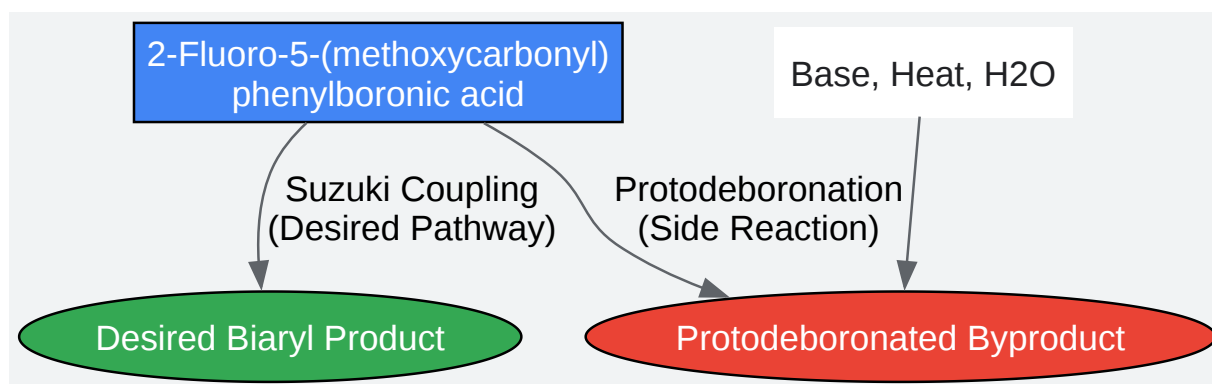 2-Fluoro-5-(methoxycarbonyl)
phenylboronic acid
Base, Heat, H2O
Suzuki Coupling
(Desired Pathway)
Protodeboronation
(Side Reaction)
Desired Biaryl Product
Protodeboronated Byproduct